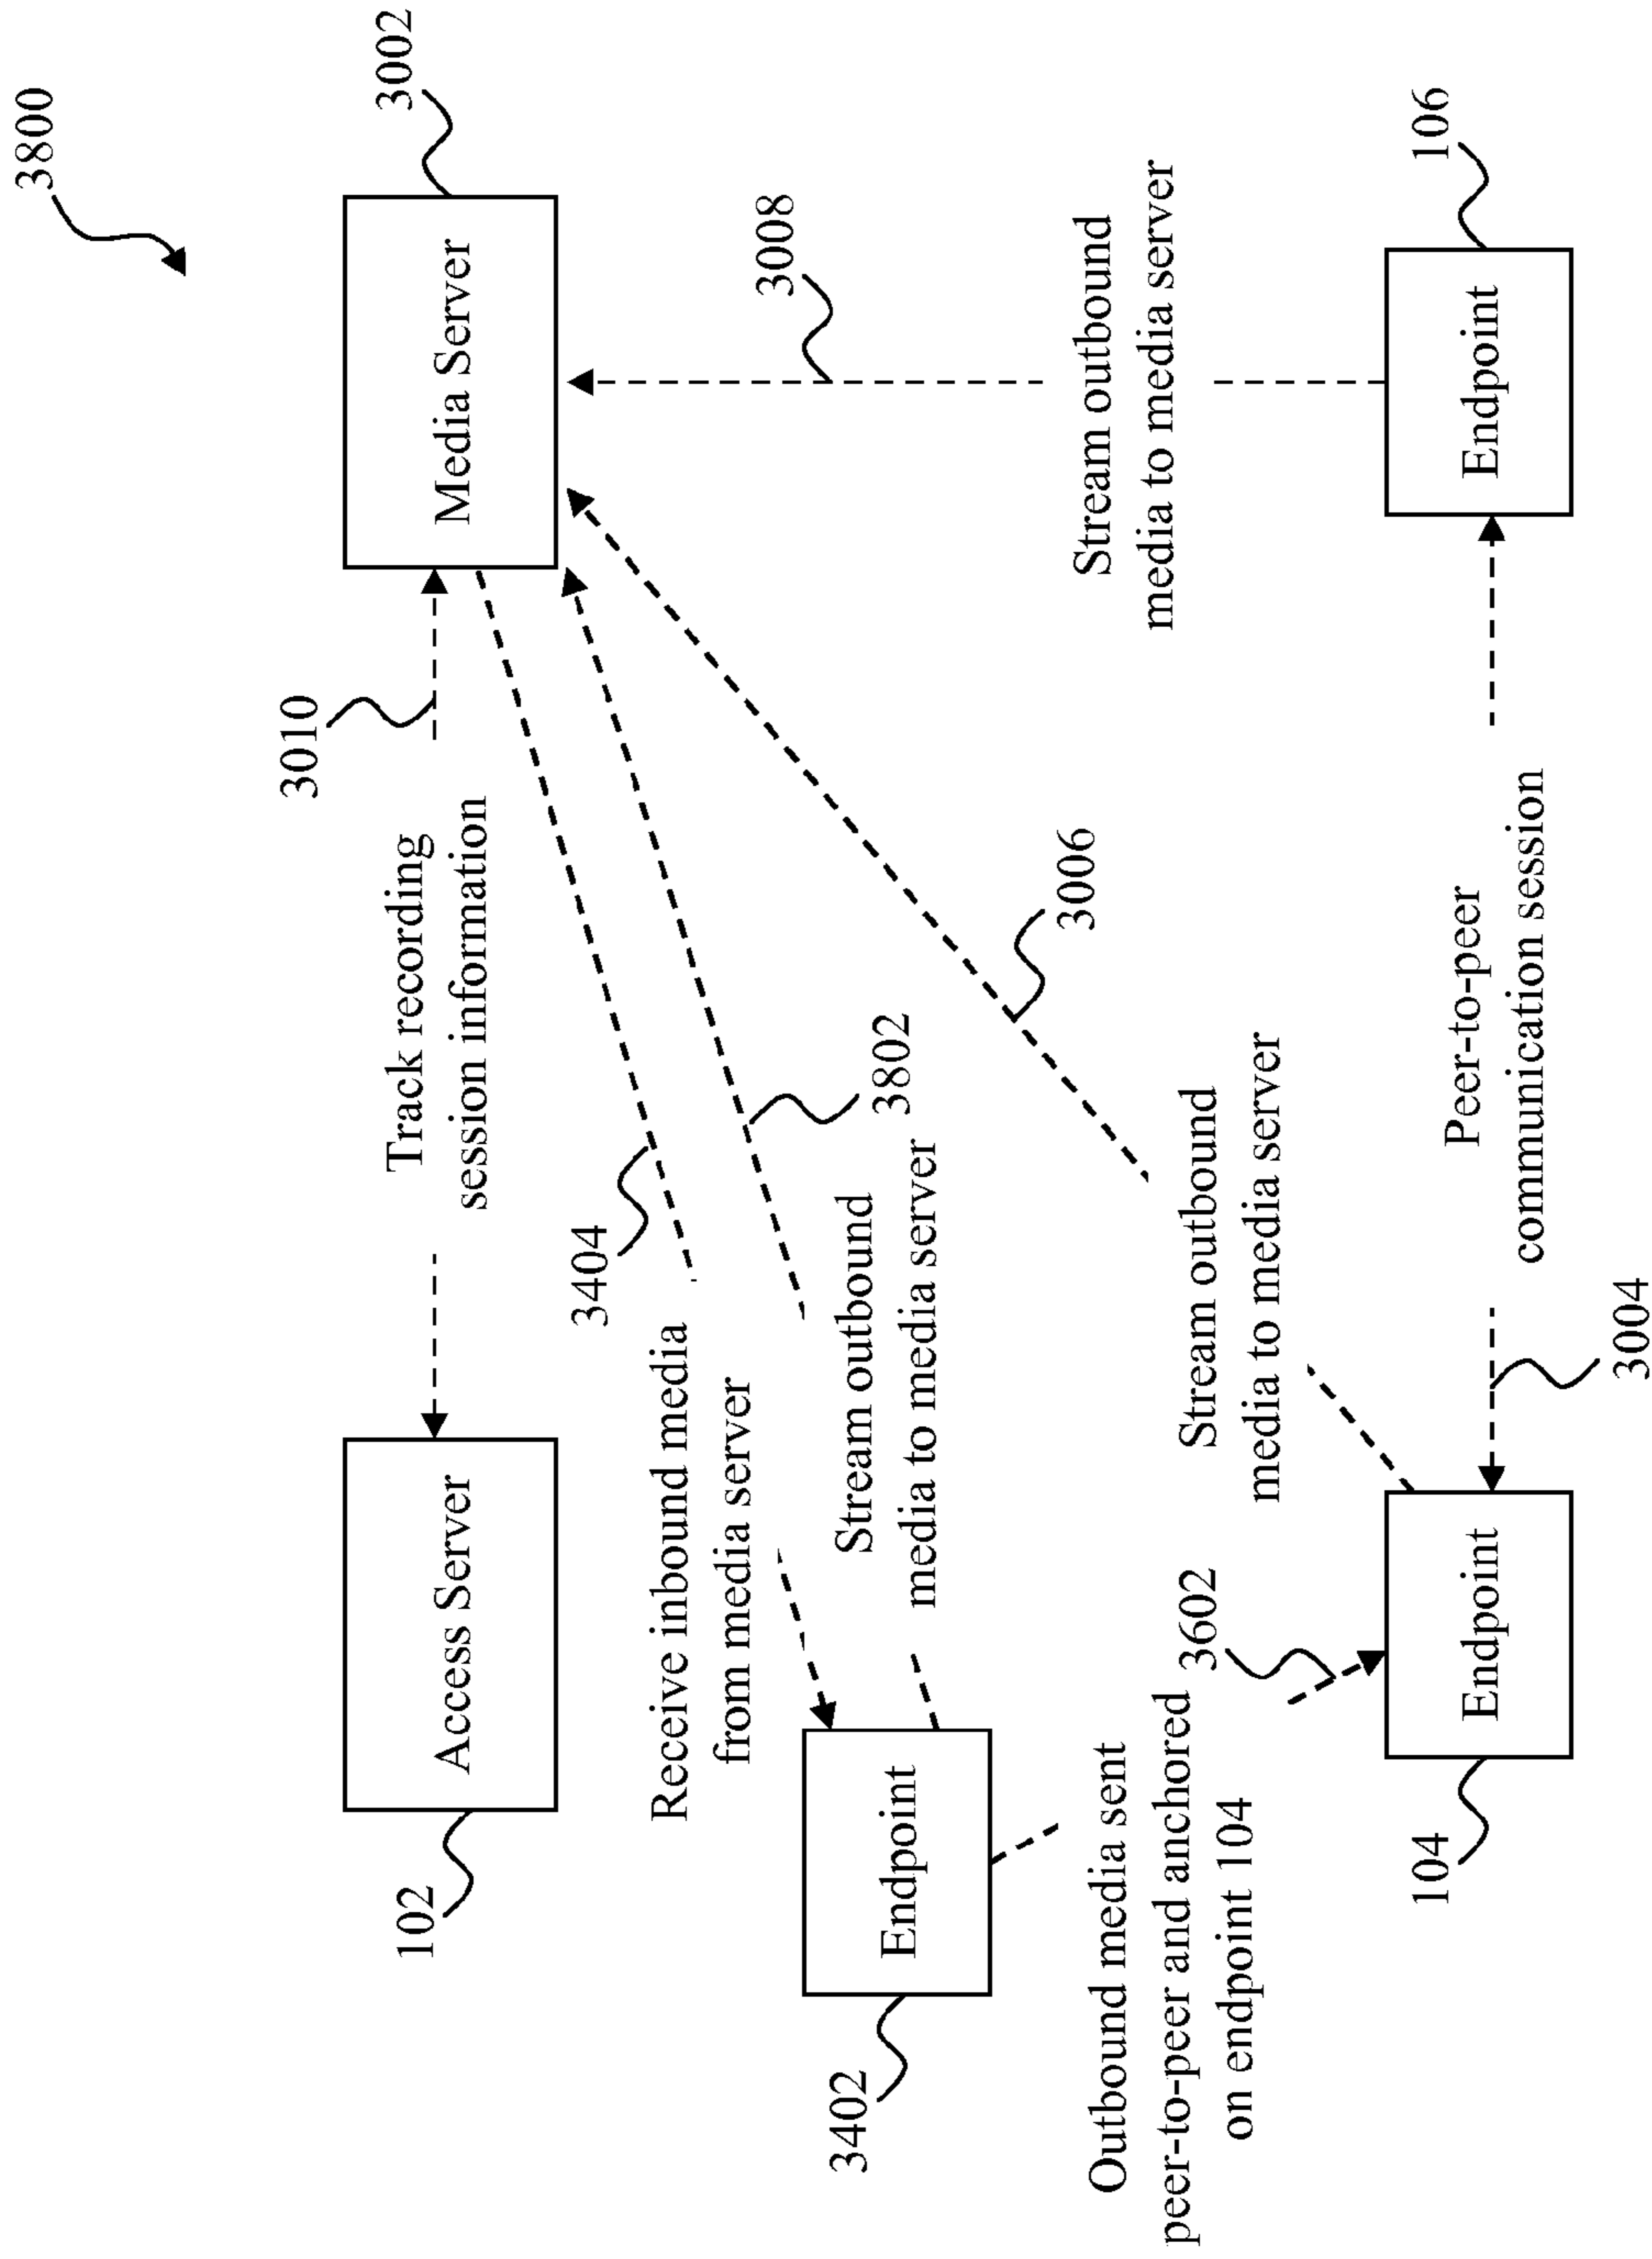 3800
102
Access Server
Track recording
session information
3010
Media Server
3002
3404
Receive inbound media
from media server
3802
Stream outbound
media to media server
3402
Endpoint
3008
Stream outbound
media to media server
3006
Stream outbound
media to media server
Outbound media sent
peer-to-peer and anchored
on endpoint 104
3602
104
Endpoint
3004
Peer-to-peer
communication session
Endpoint
106